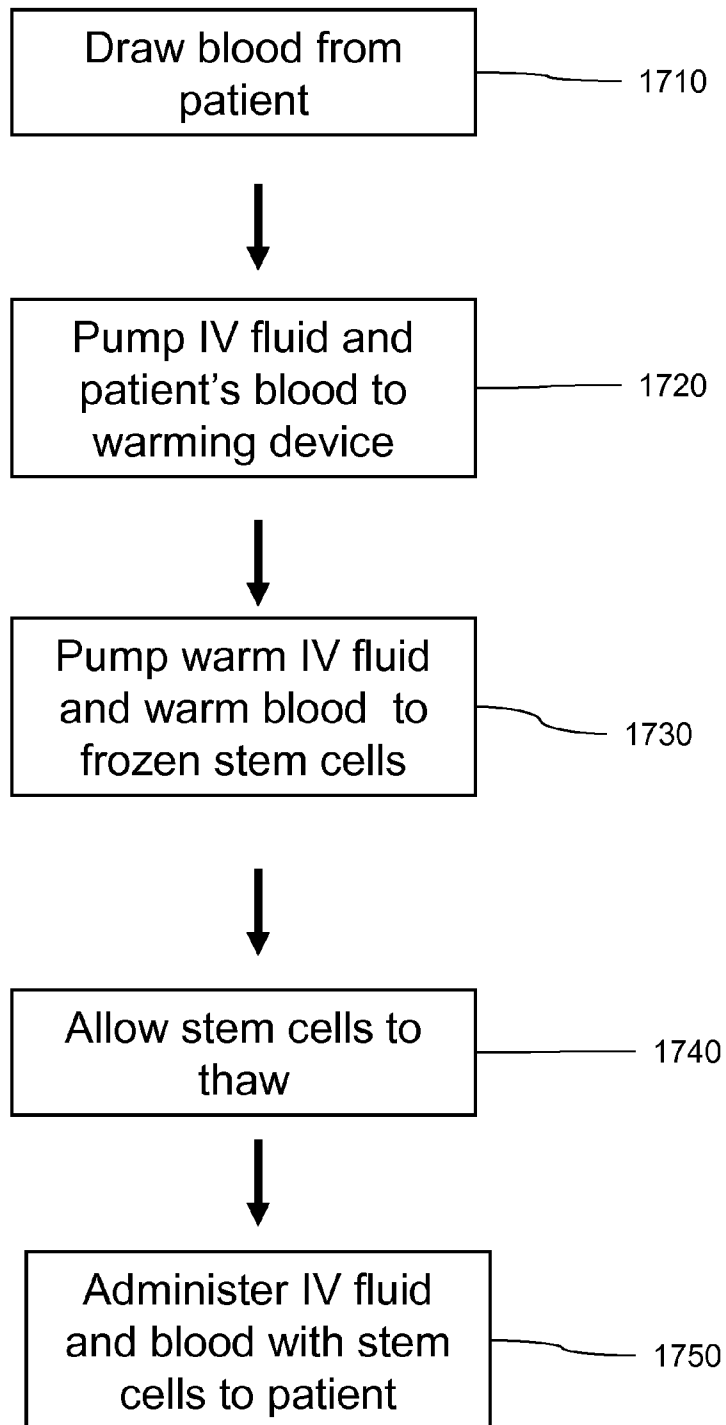 Draw blood from
patient
1710
Pump IV fluid and
patient's blood to
warming device
1720
Pump warm IV fluid
and warm blood to
frozen stem cells
1730
Allow stem cells to
thaw
1740
Administer IV fluid
and blood with stem
cells to patient
1750